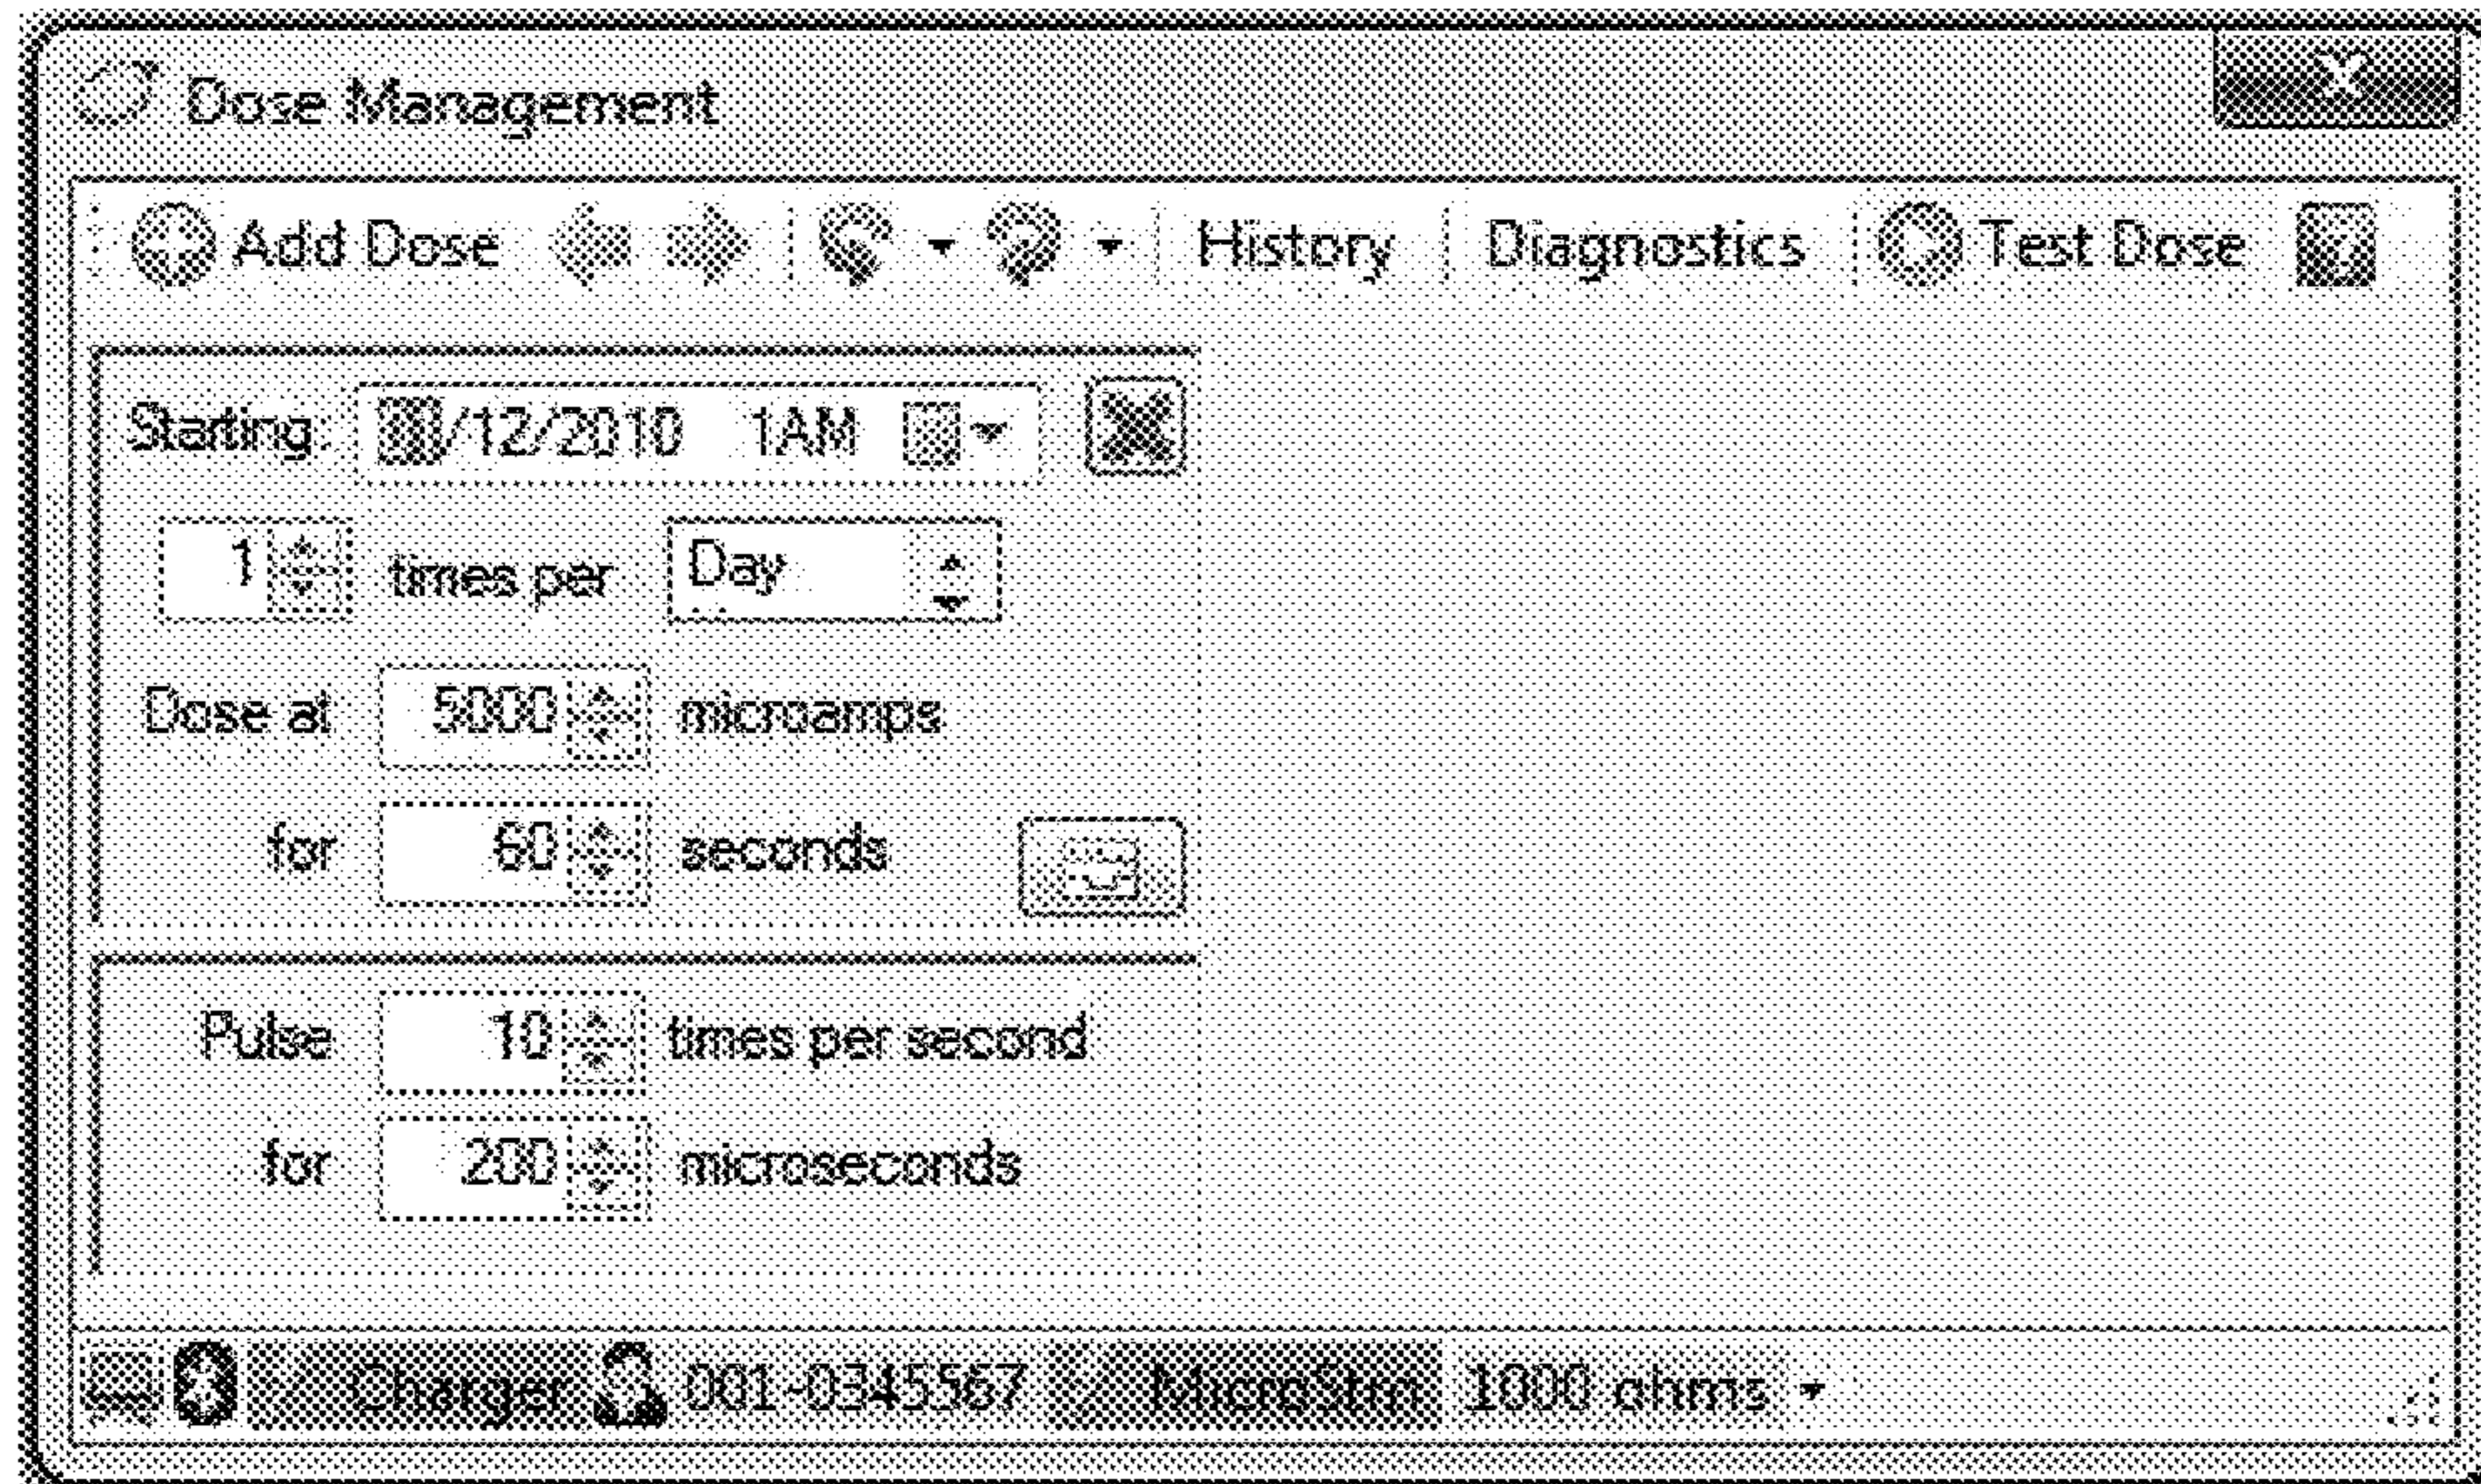 Dose Management
Add Dose History Diagnostics Test Dose
Starting: /12/2010 1AM
1 times per Day
Dose at 5000 microamps
for 60 seconds
Pulse 10 times per second
for 200 microseconds
Charger 001-0345567 MicroStm 1000 ohms